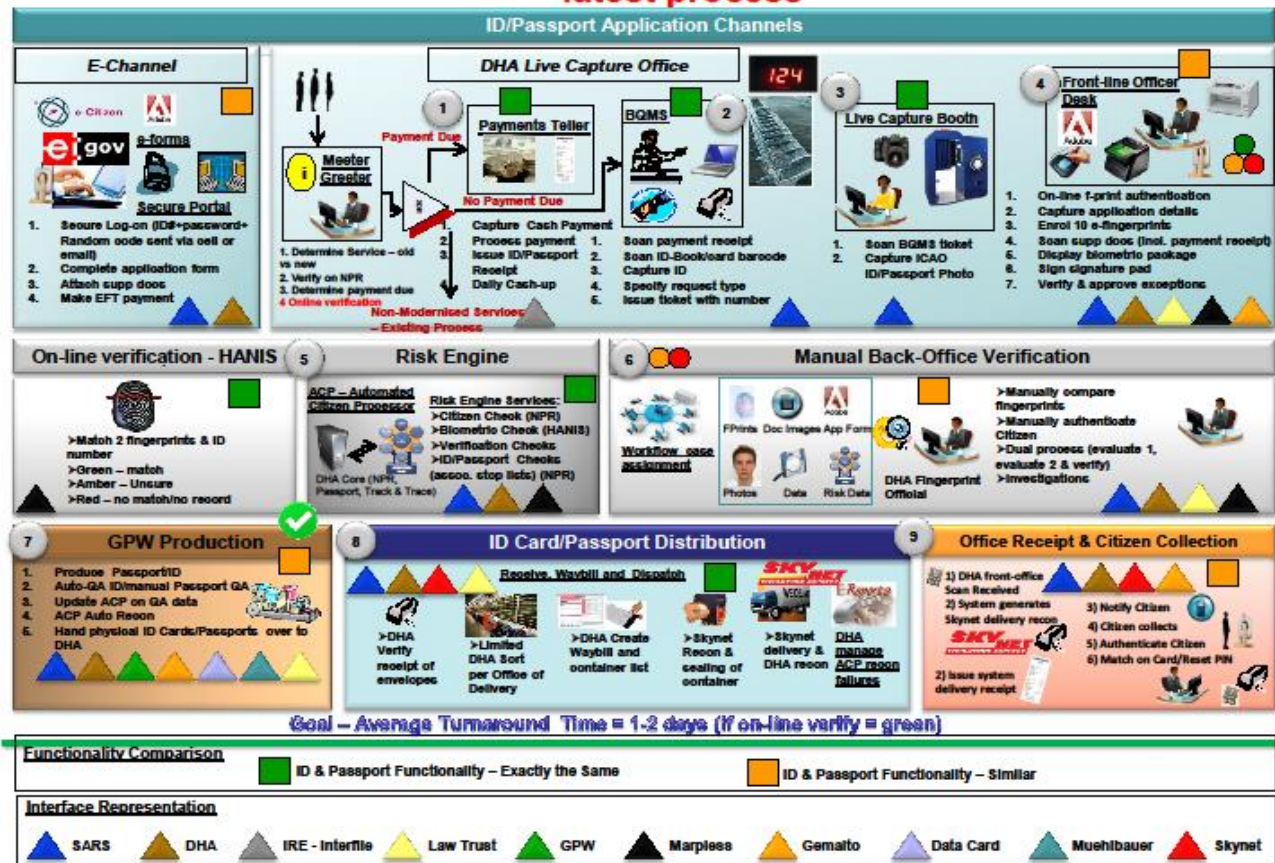 latest process
ID/Passport Application Channels
E-Channel
e-Citizen
Adobe
e gov
e-forms
Secure Portal
1. Secure Log-on (ID#+password+
Random code sent via cell or
email)
2. Complete application form
3. Attach supp docs
4. Make EFT payment
DHA Live Capture Office
i
Meeter
Greeter
1. Determine Service – old
vs new
2. Verify on NPR
3. Determine payment due
4 Online verification
Payment Due
No Payment Due
Non-Modernised Services
– Existing Process
1
Payments Teller
1. Capture Cash Payment
2. Process payment
3. Issue ID/Passport
Receipt
Daily Cash-up
BQMS
2
124
1. Scan payment receipt
2. Scan ID-Book/card barcode
3. Capture ID
4. Specify request type
5. Issue ticket with number
3
Live Capture Booth
1. Scan BQMS ticket
2. Capture ICAO
ID/Passport Photo
4
Front-line Officer
Desk
Adobe
1. On-line f-print authentication
2. Capture application details
3. Enrol 10 e-fingerprints
4. Scan supp docs (incl. payment receipt)
5. Display biometric package
6. Sign signature pad
7. Verify & approve exceptions
On-line verification - HANIS
➢Match 2 fingerprints & ID
number
➢Green – match
➢Amber – Unsure
➢Red – no match/no record
5
Risk Engine
ACP – Automated
Citizen Processor
DHA Core (NPR,
Passport, Track & Trace)
Risk Engine Services:
➢Citizen Check (NPR)
➢Biometric Check (HANIS)
➢Verification Checks
➢ID/Passport Checks
(assoc. stop lists) (NPR)
6
Manual Back-Office Verification
Workflow case
assignment
FPrints Doc Images App Form
Photos Data Risk Data
DHA Fingerprint
Official
➢Manually compare
fingerprints
➢Manually authenticate
Citizen
➢Dual process (evaluate 1,
evaluate 2 & verify)
➢Investigations
7
GPW Production
1. Produce Passport/ID
2. Auto-QA ID/manual Passport QA
3. Update ACP on QA data
4. ACP Auto Recon
5. Hand physical ID Cards/Passports over to
DHA
8
ID Card/Passport Distribution
Receive, Waybill and Dispatch
➢DHA
Verify
receipt of
envelopes
➢Limited
DHA Sort
per Office of
Delivery
➢DHA Create
Waybill and
container list
➢Skynet
Recon &
sealing of
container
SKYNET
➢Skynet
delivery &
DHA recon
E-Reports
DHA
manage
ACP recon
failures
9
Office Receipt & Citizen Collection
1) DHA front-office
Scan Received
2) System generates
Skynet delivery recon
SKYNET
2) Issue system
delivery receipt
3) Notify Citizen
4) Citizen collects
5) Authenticate Citizen
6) Match on Card/Reset PIN
Goal – Average Turnaround Time = 1-2 days (if on-line verify = green)
Functionality Comparison
ID & Passport Functionality – Exactly the Same
ID & Passport Functionality – Similar
Interface Representation
SARS
DHA
IRE - Interfile
Law Trust
GPW
Marpless
Gemalto
Data Card
Muehlbauer
Skynet